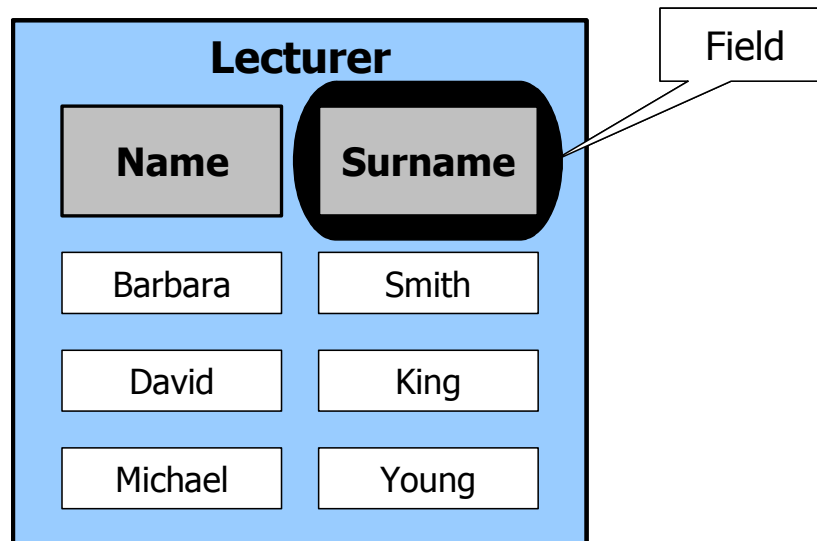 Lecturer
Field
Name Surname
Barbara Smith
David King
Michael Young